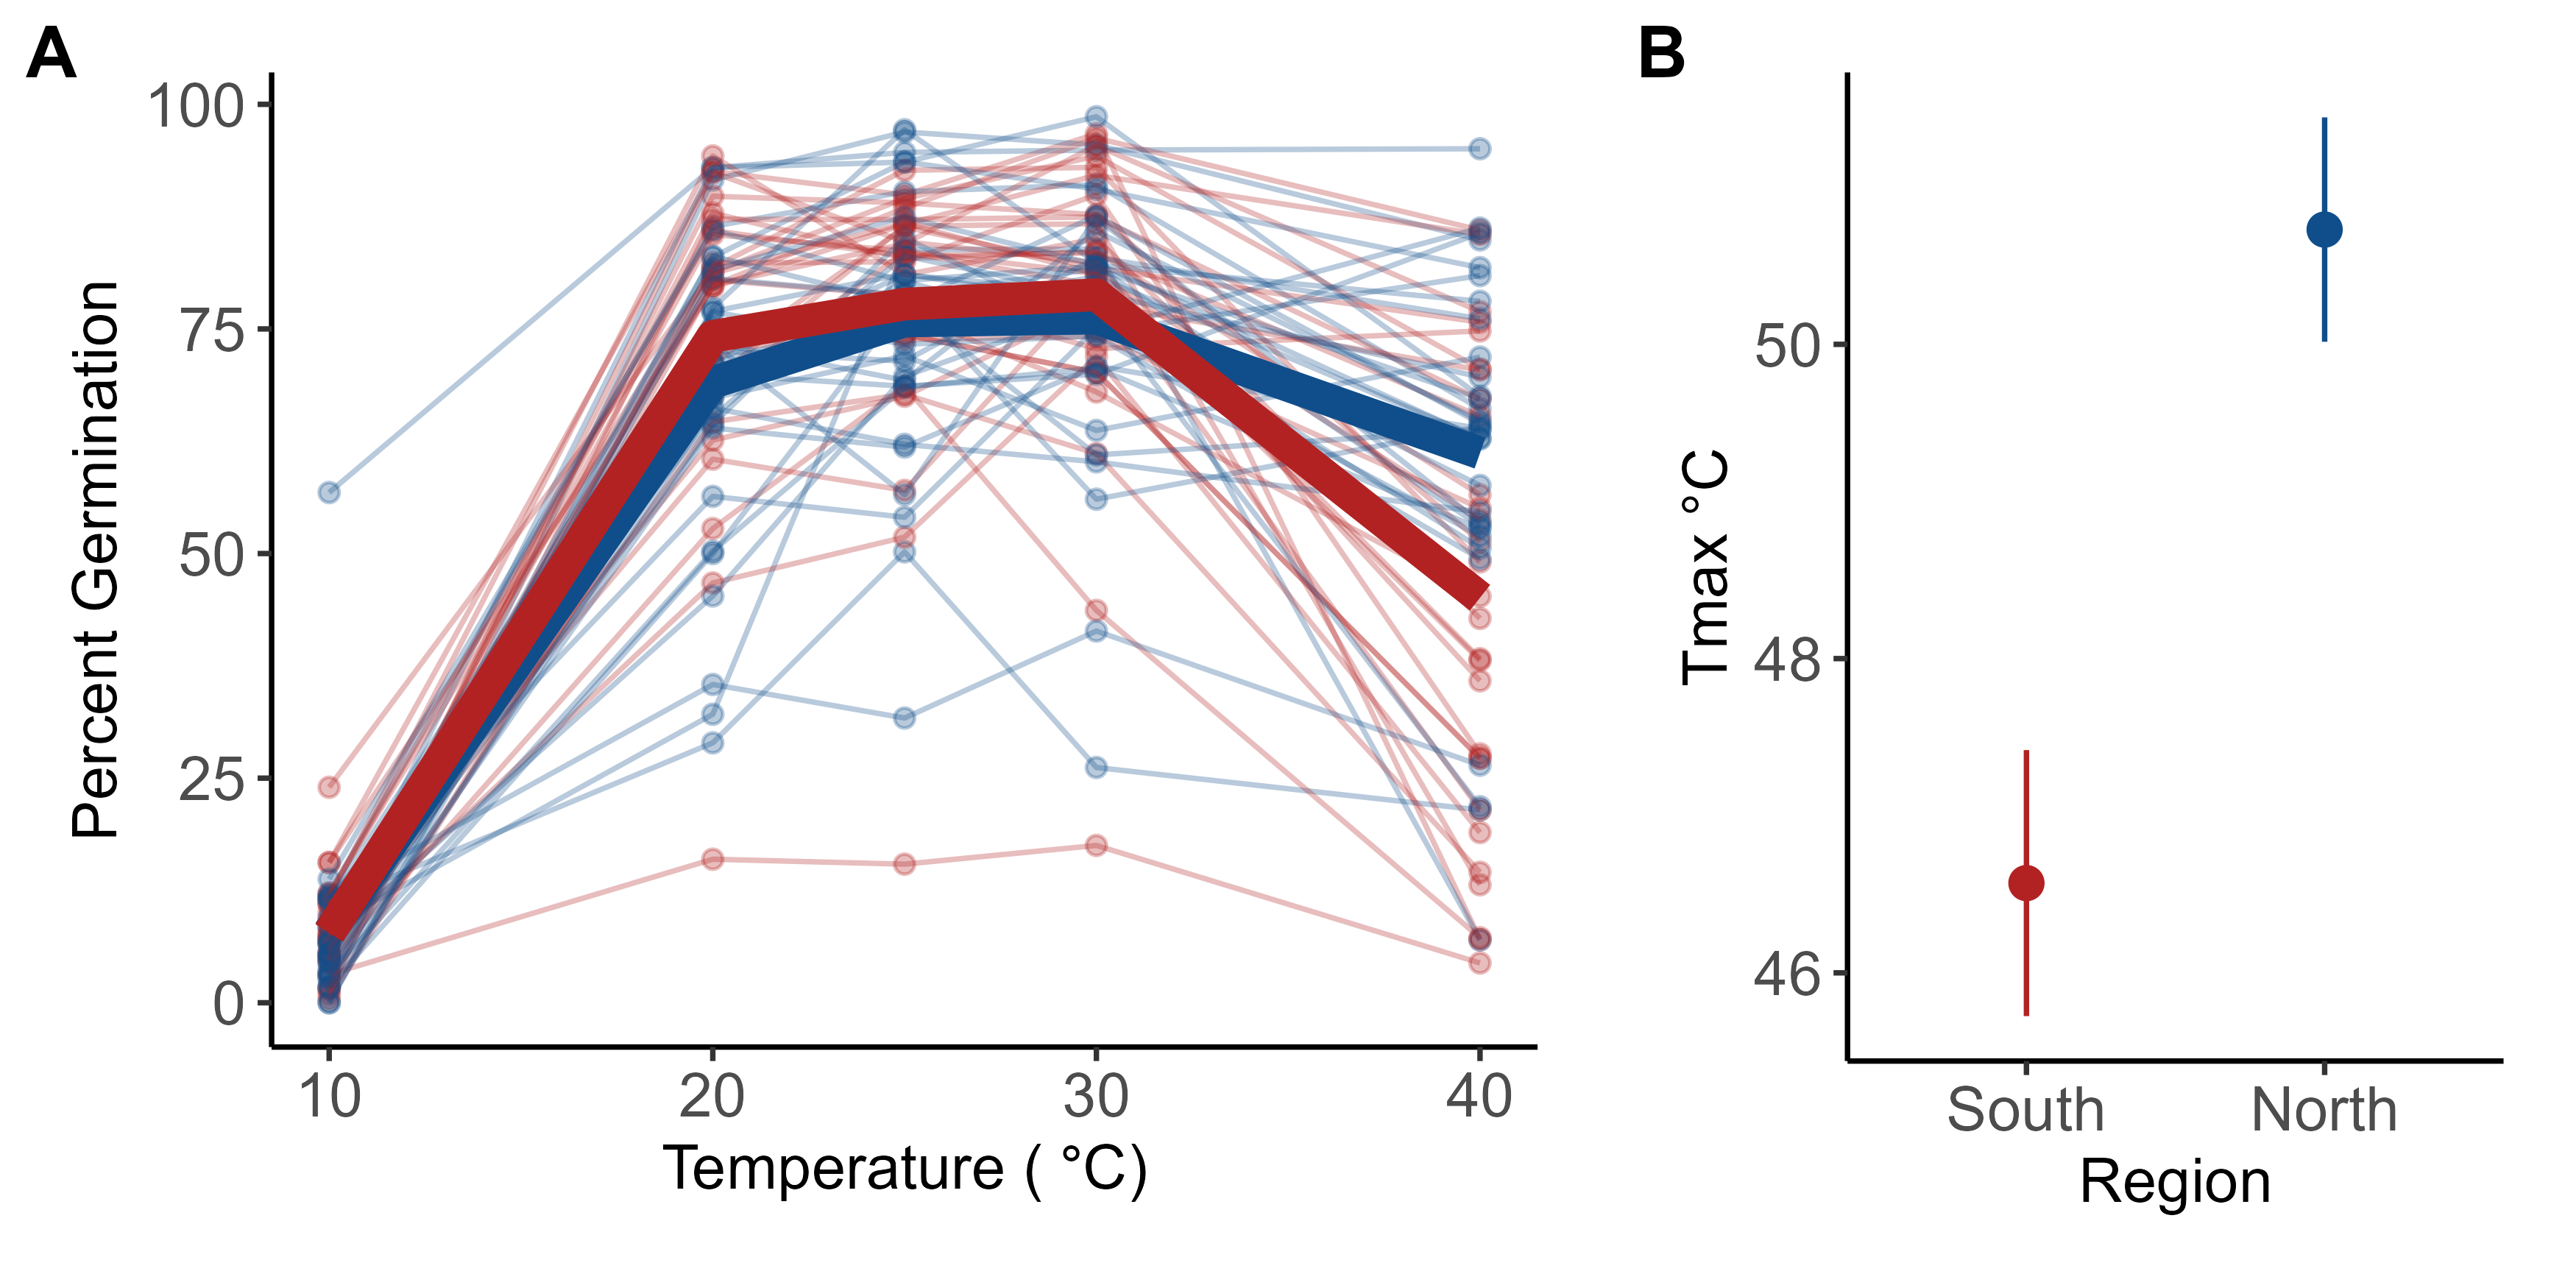 A
B
100
75
50
25
0
Percent Germination
10 20 30 40
Temperature ( °C)
50
48
46
Tmax °C
South North
Region